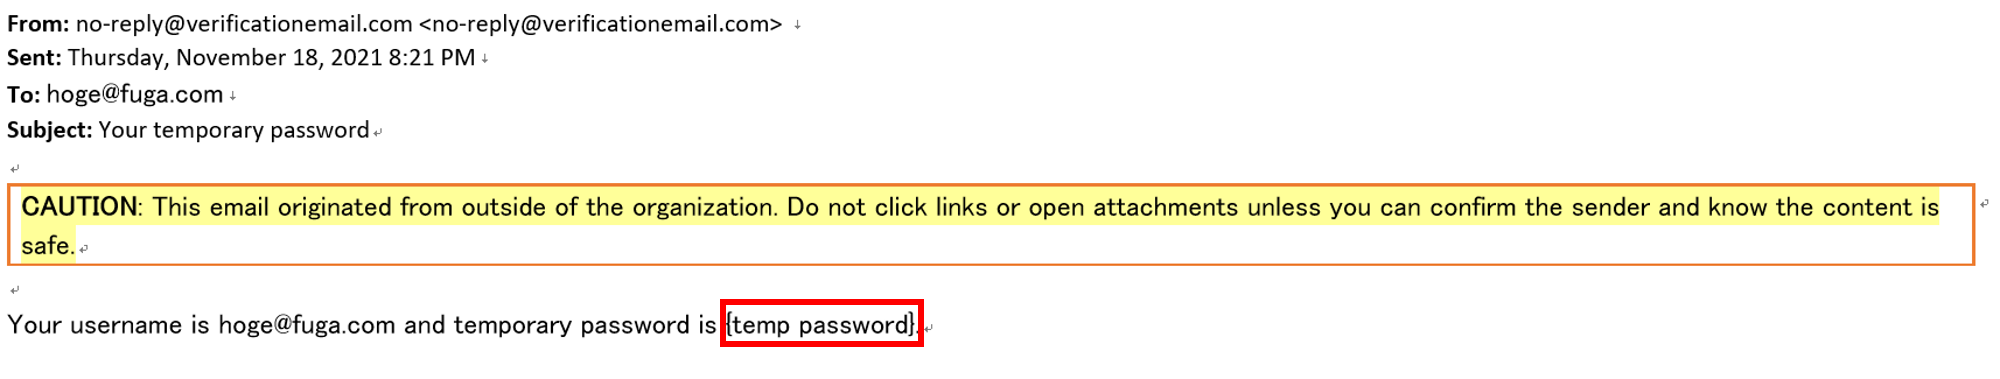 From: no-reply@verificationemail.com <no-reply@verificationemail.com> ↓
Sent: Thursday, November 18, 2021 8:21 PM ↓
To: hoge@fuga.com ↓
Subject: Your temporary password↵
↵
CAUTION: This email originated from outside of the organization. Do not click links or open attachments unless you can confirm the sender and know the content is ↵
safe.↵
↵
Your username is hoge@fuga.com and temporary password is {temp password}.↵